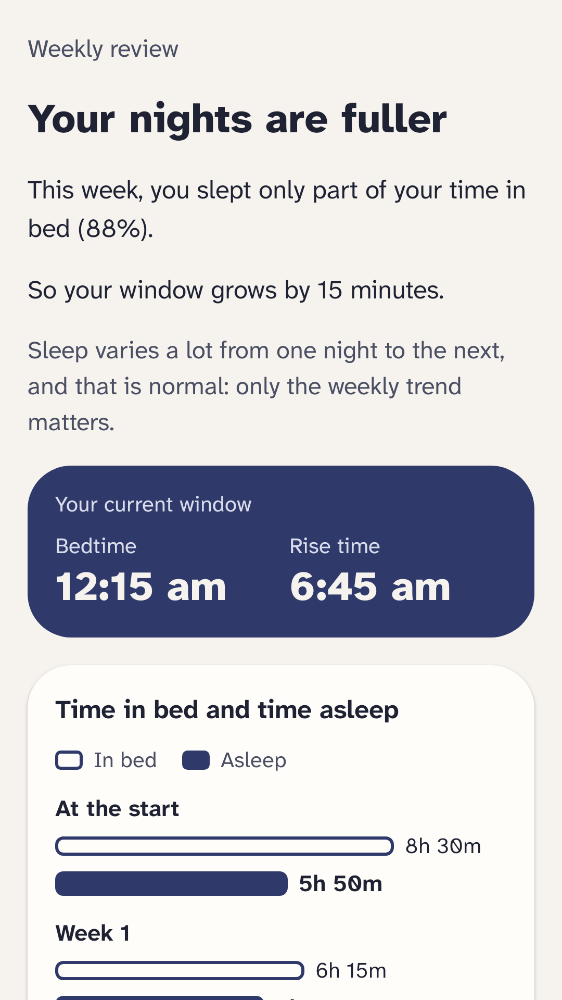 Weekly review
Your nights are fuller
This week, you slept only part of your time in
bed (88%).
So your window grows by 15 minutes.
Sleep varies a lot from one night to the next,
and that is normal: only the weekly trend
matters.
Your current window
Bedtime
12:15 am
Rise time
6:45 am
Time in bed and time asleep
In bed
Asleep
At the start
8h 30m
5h 50m
Week 1
6h 15m